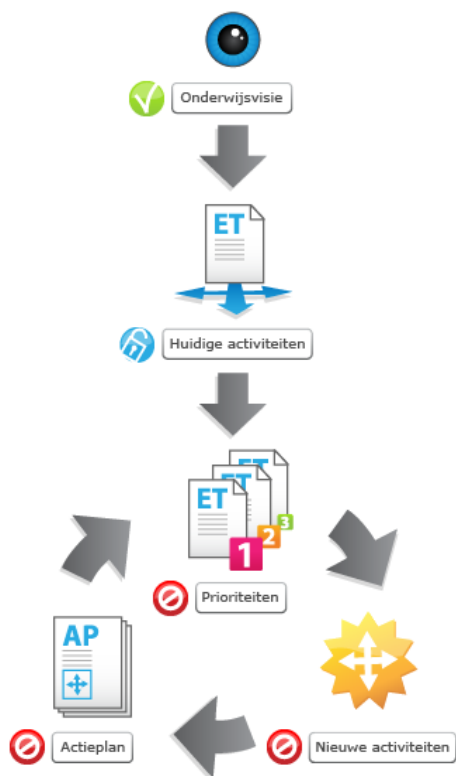 Onderwijsvisie
ET
Huidige activiteiten
ET
ET
ET
1
2
3
Prioriteiten
AP
Actieplan
Nieuwe activiteiten